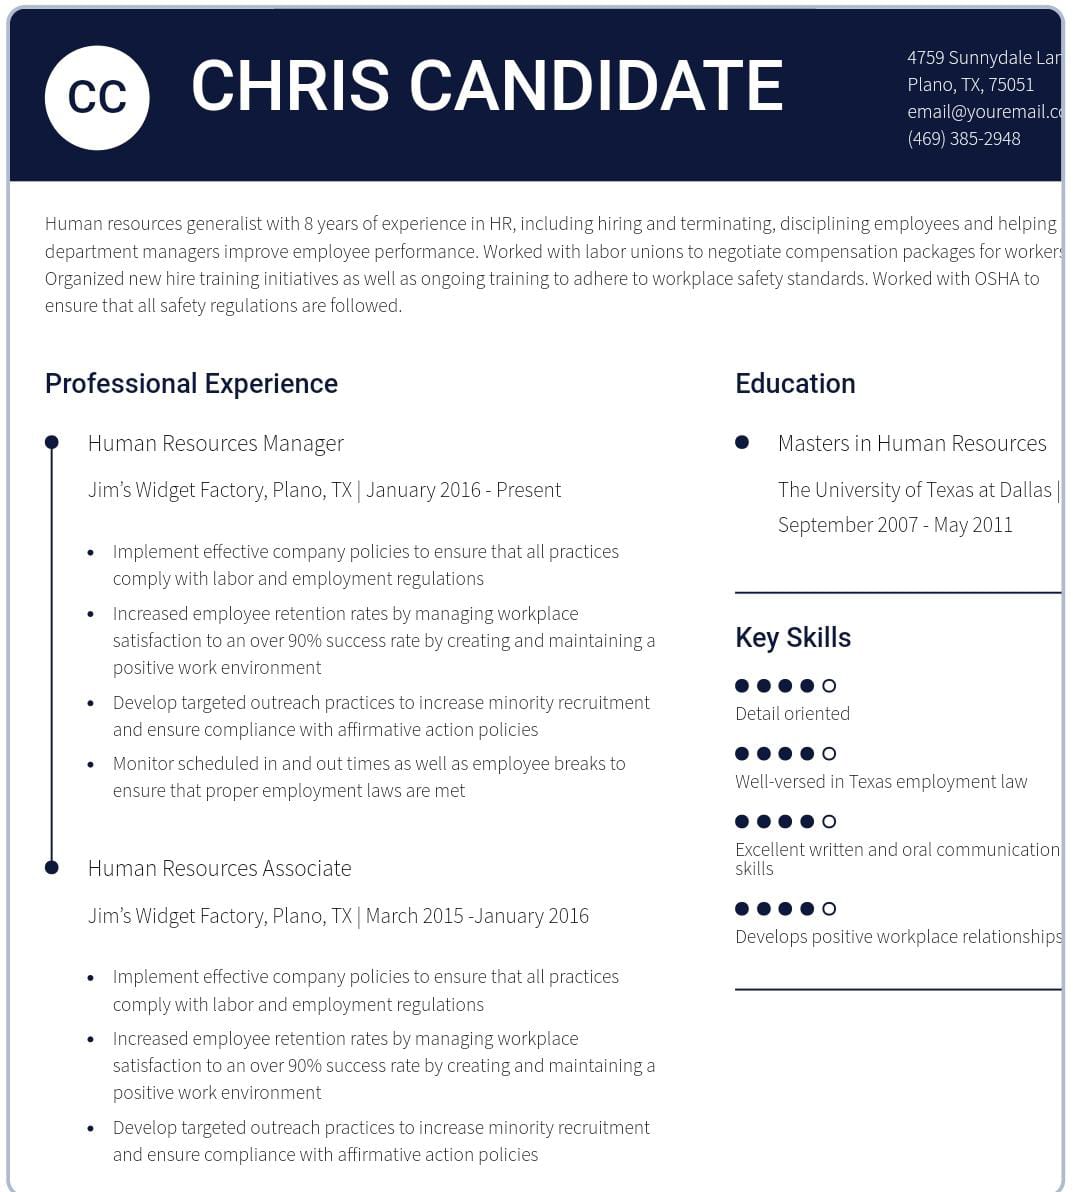 CC
CHRIS CANDIDATE
4759 Sunnydale
Plano, TX, 75051
(469) 385-2948
Human resources generalist with 8 years of experience in HR, including hiring and terminating, disciplining employees and helping
department managers improve employee performance. Worked with labor unions to negotiate compensation packages for workers
Organized new hire training initiatives as well as ongoing training to adhere to workplace safety standards. Worked with OSHA to
ensure that all safety regulations are followed.
Professional Experience
Human Resources Manager
Jim’s Widget Factory, Plano, TX | January 2016 - Present
• Implement effective company policies to ensure that all practices
comply with labor and employment regulations
• Increased employee retention rates by managing workplace
satisfaction to an over 90% success rate by creating and maintaining a
positive work environment
• Develop targeted outreach practices to increase minority recruitment
and ensure compliance with affirmative action policies
• Monitor scheduled in and out times as well as employee breaks to
ensure that proper employment laws are met
Human Resources Associate
Jim’s Widget Factory, Plano, TX | March 2015 -January 2016
• Implement effective company policies to ensure that all practices
comply with labor and employment regulations
• Increased employee retention rates by managing workplace
satisfaction to an over 90% success rate by creating and maintaining a
positive work environment
• Develop targeted outreach practices to increase minority recruitment
and ensure compliance with affirmative action policies
Education
Masters in Human Resources
The University of Texas at Dallas |
September 2007 - May 2011
Key Skills
Detail oriented
Well-versed in Texas employment law
Excellent written and oral communication
skills
Develops positive workplace relationships